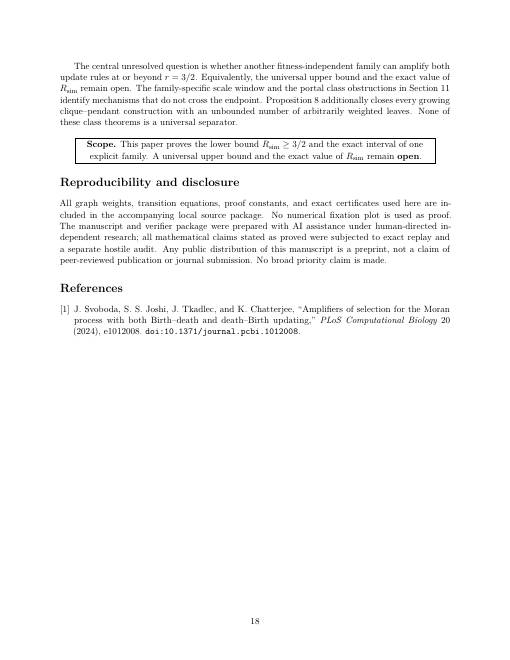 The central unresolved question is whether another fitness-independent family can amplify both
update rules at or beyond r = 3/2. Equivalently, the universal upper bound and the exact value of
Rsim remain open. The family-specific scale window and the portal class obstructions in Section 11
identify mechanisms that do not cross the endpoint. Proposition 8 additionally closes every growing
clique–pendant construction with an unbounded number of arbitrarily weighted leaves. None of
these class theorems is a universal separator.
Scope. This paper proves the lower bound Rsim ≥ 3/2 and the exact interval of one
explicit family. A universal upper bound and the exact value of Rsim remain open.
Reproducibility and disclosure
All graph weights, transition equations, proof constants, and exact certificates used here are in-
cluded in the accompanying local source package. No numerical fixation plot is used as proof.
The manuscript and verifier package were prepared with AI assistance under human-directed in-
dependent research; all mathematical claims stated as proved were subjected to exact replay and
a separate hostile audit. Any public distribution of this manuscript is a preprint, not a claim of
peer-reviewed publication or journal submission. No broad priority claim is made.
References
[1] J. Svoboda, S. S. Joshi, J. Tkadlec, and K. Chatterjee, “Amplifiers of selection for the Moran
process with both Birth–death and death–Birth updating,” PLoS Computational Biology 20
(2024), e1012008. doi:10.1371/journal.pcbi.1012008.
18